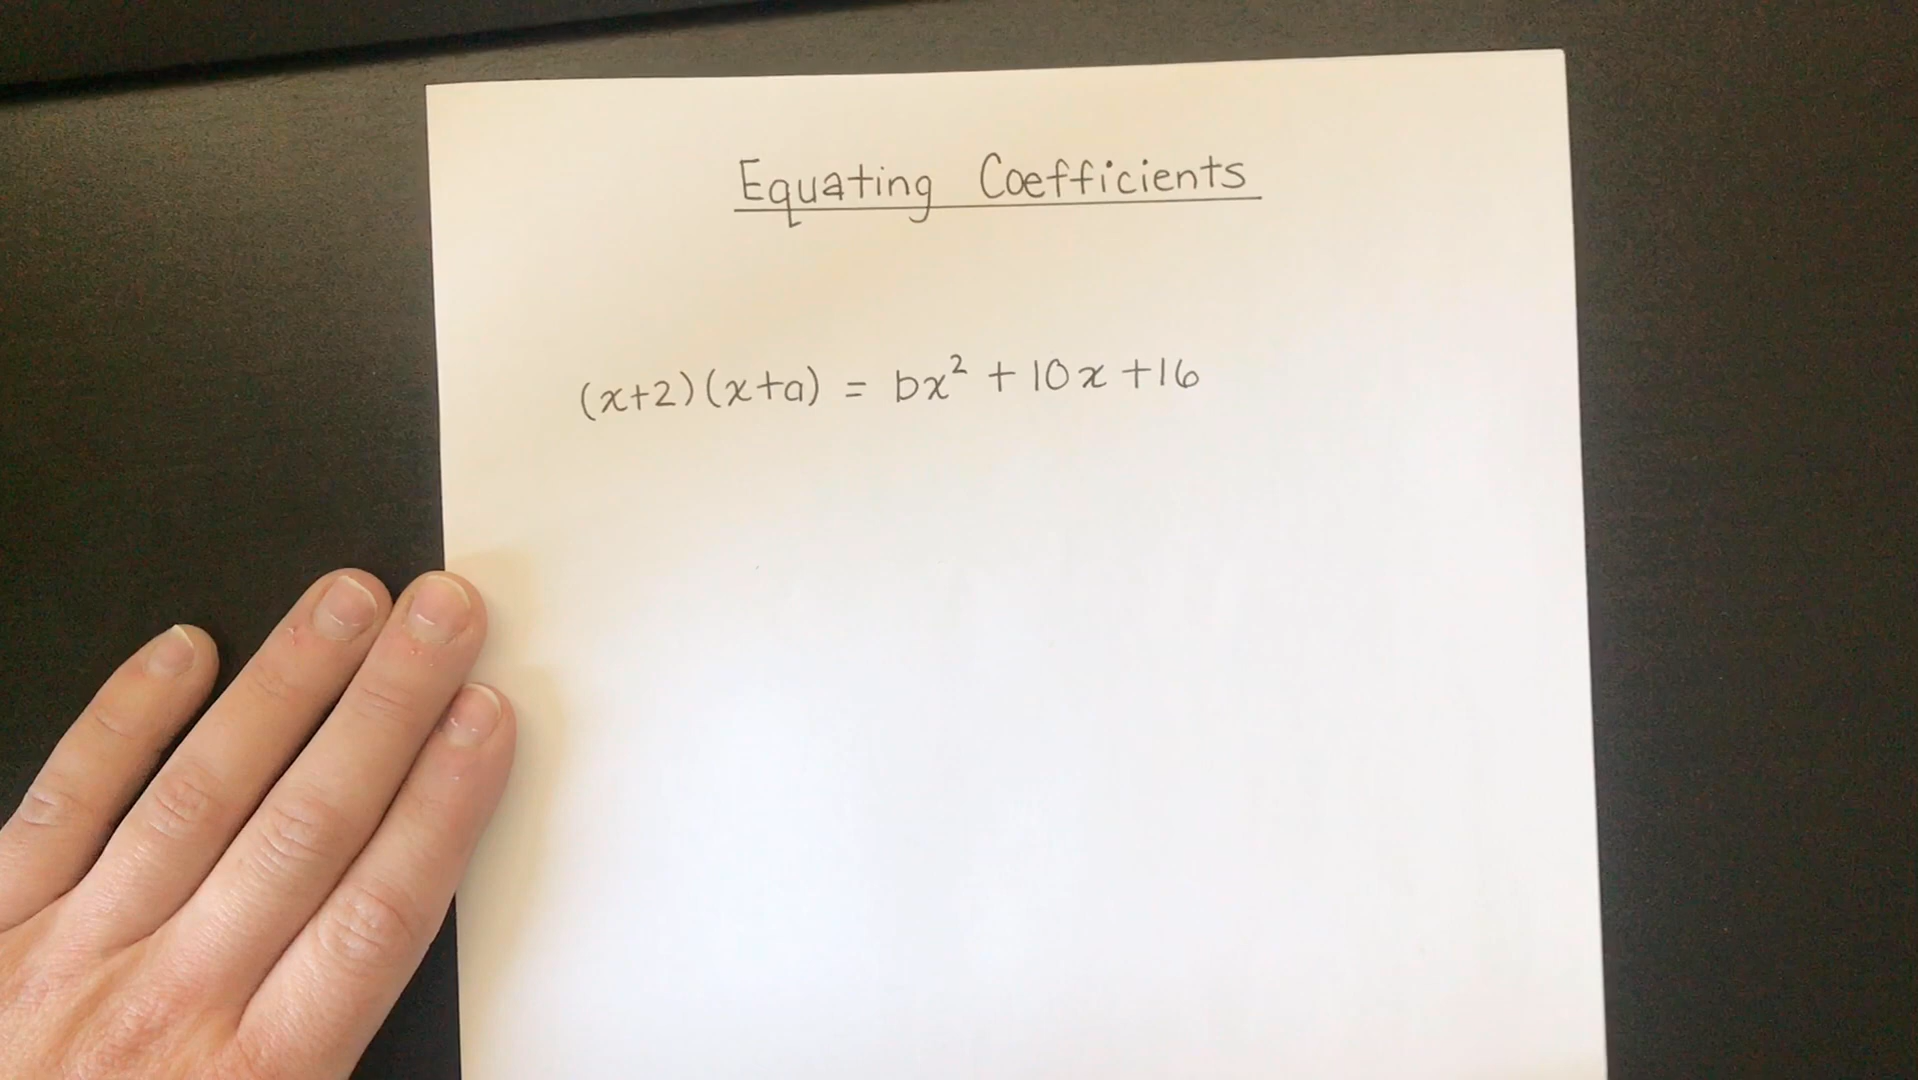 Equating Coefficients
(x+2)(x+a) = bx² + 10x + 16